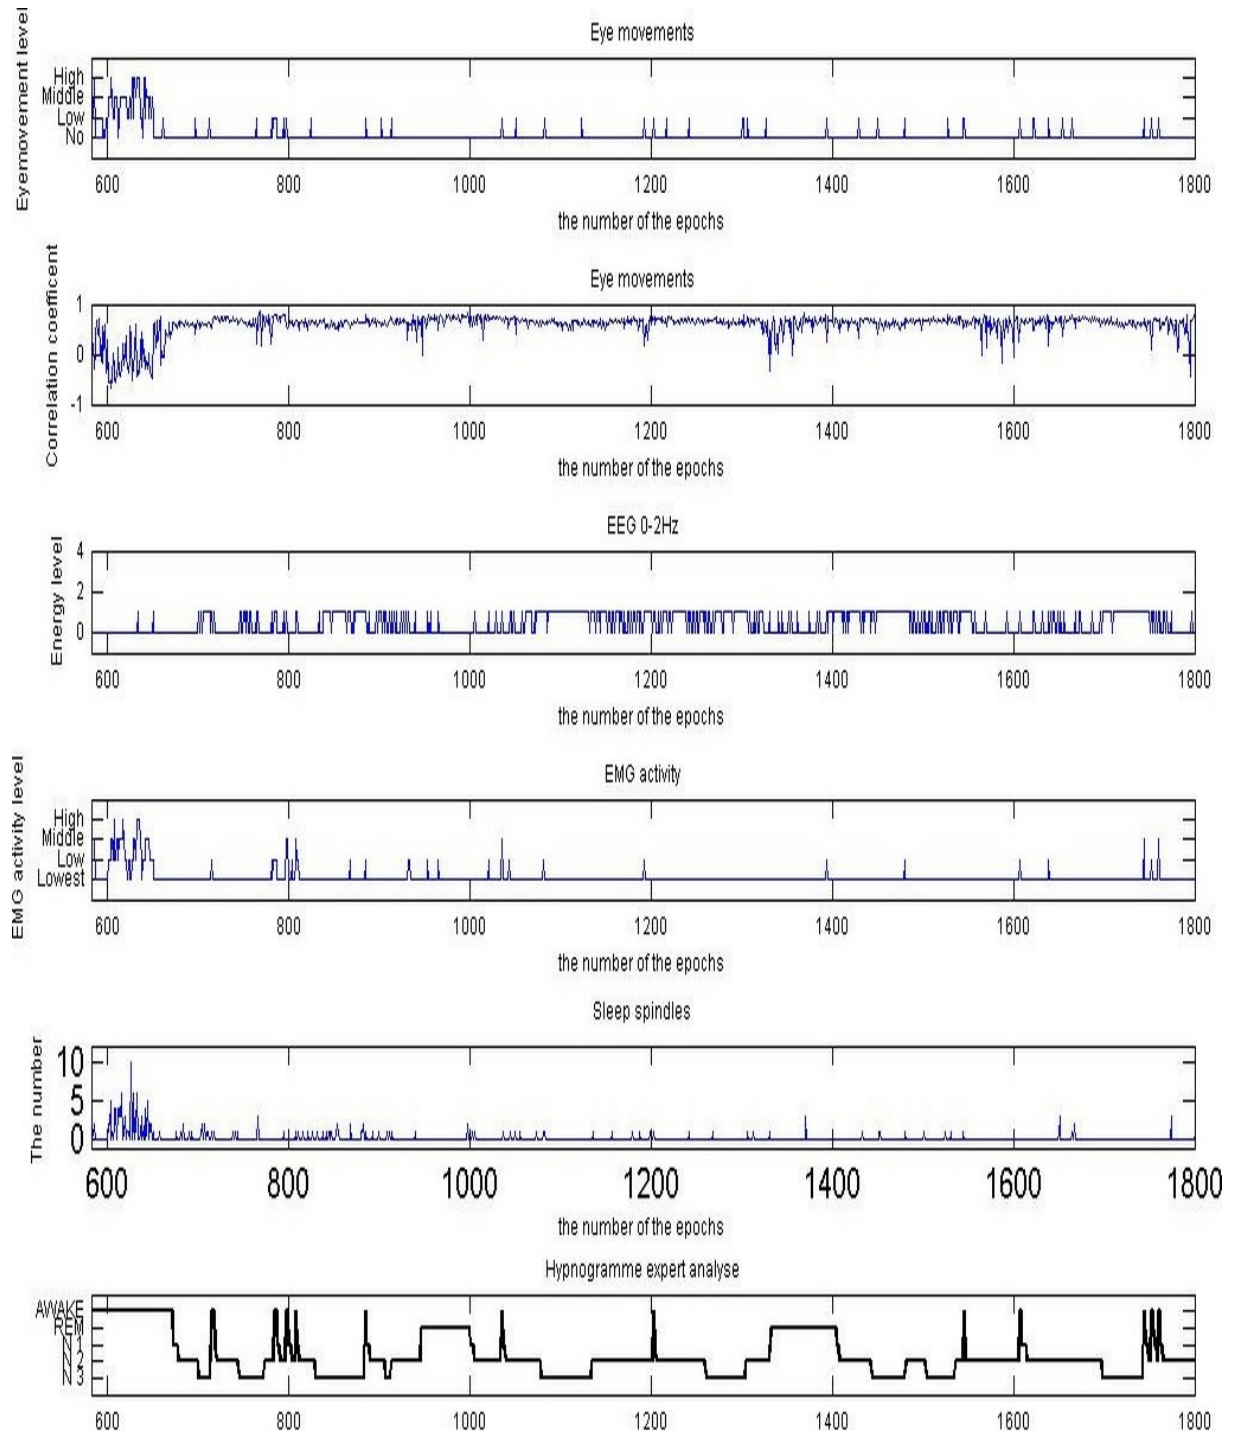 Eye movements
Eyemovement level
High
Middle
Low
No
600 800 1000 1200 1400 1600 1800
the number of the epochs
Eye movements
Correlation coefficent
1
0
-1
600 800 1000 1200 1400 1600 1800
the number of the epochs
EEG 0-2Hz
Energy level
4
2
0
600 800 1000 1200 1400 1600 1800
the number of the epochs
EMG activity
EMG activity level
High
Middle
Low
Lowest
600 800 1000 1200 1400 1600 1800
the number of the epochs
Sleep spindles
The number
10
5
0
600 800 1000 1200 1400 1600 1800
the number of the epochs
Hypnogramme expert analyse
AWAKE
REM
N 1
N 2
N 3
600 800 1000 1200 1400 1600 1800